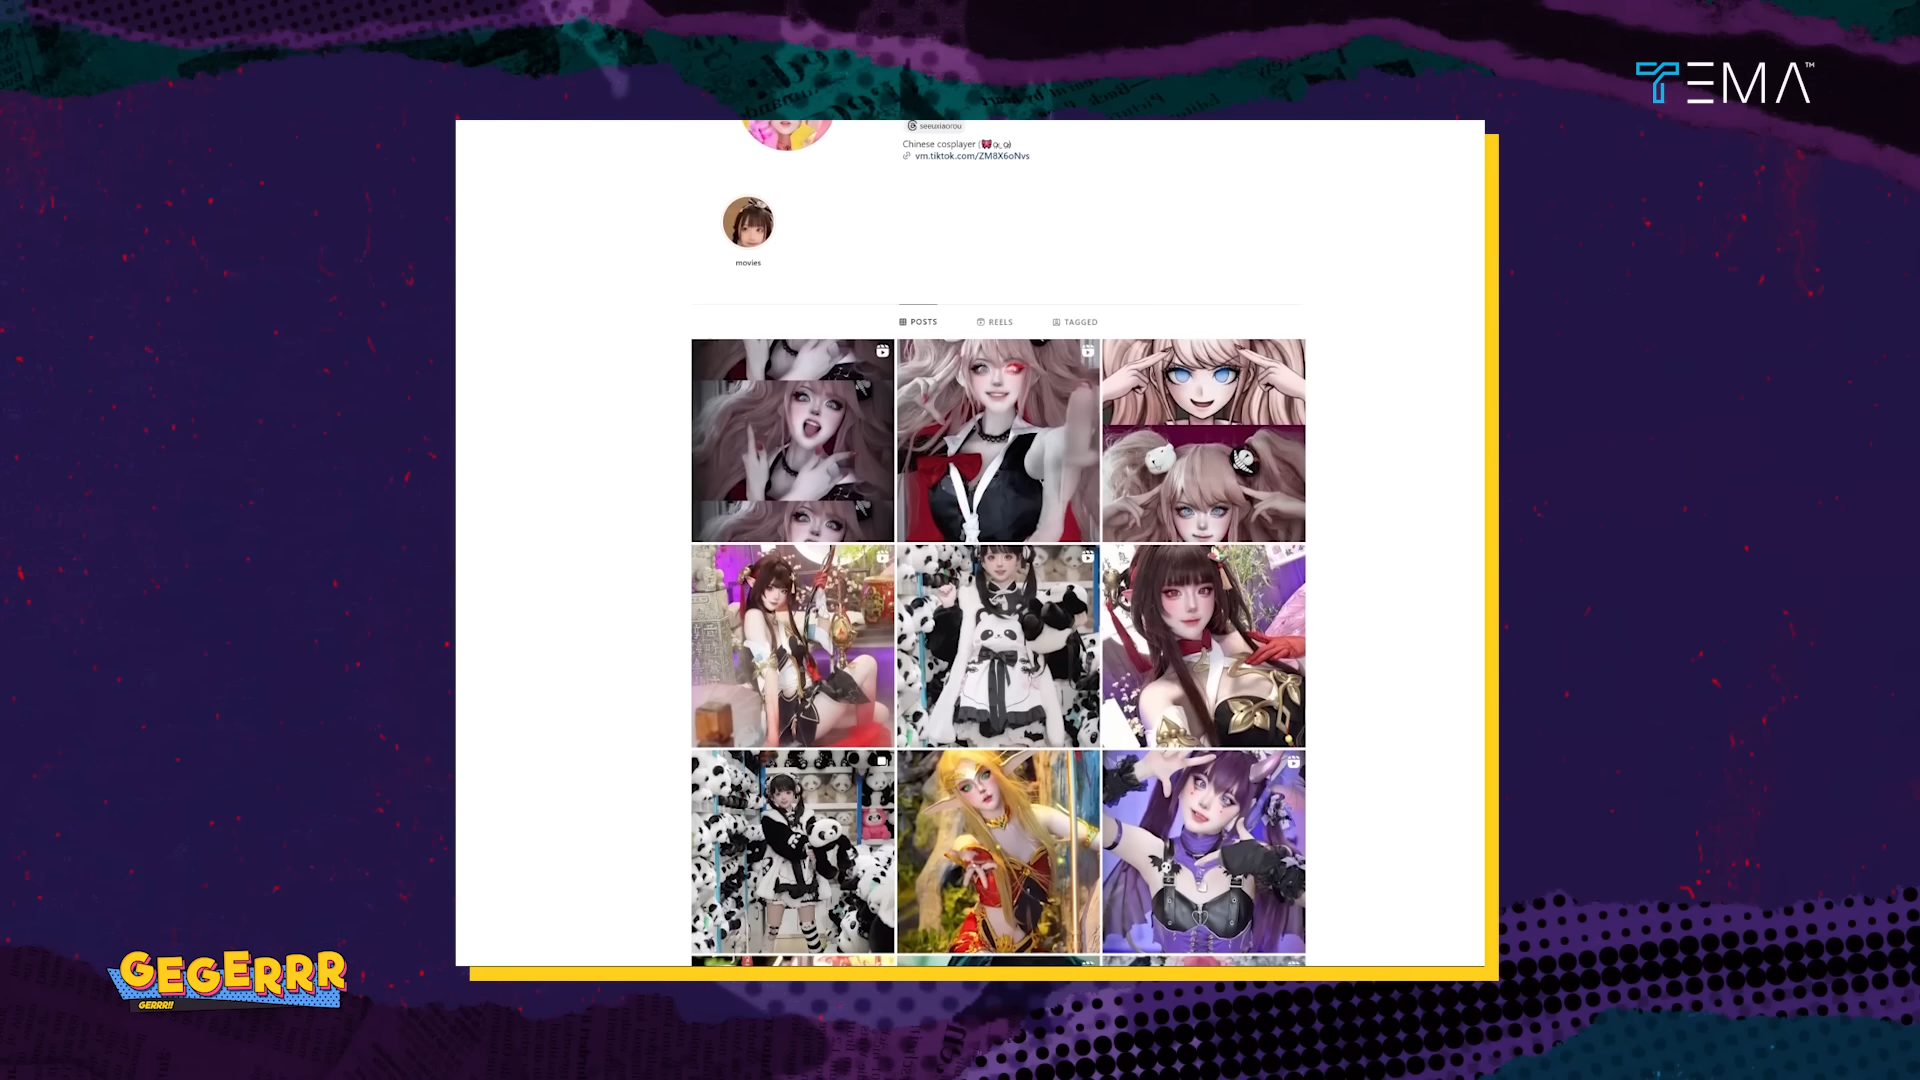 TEMA™
seeuxiaorou
Chinese cosplayer
vm.tiktok.com/ZM8X6oNvs
movies
POSTS REELS TAGGED
GEGERRR
GERRR!!